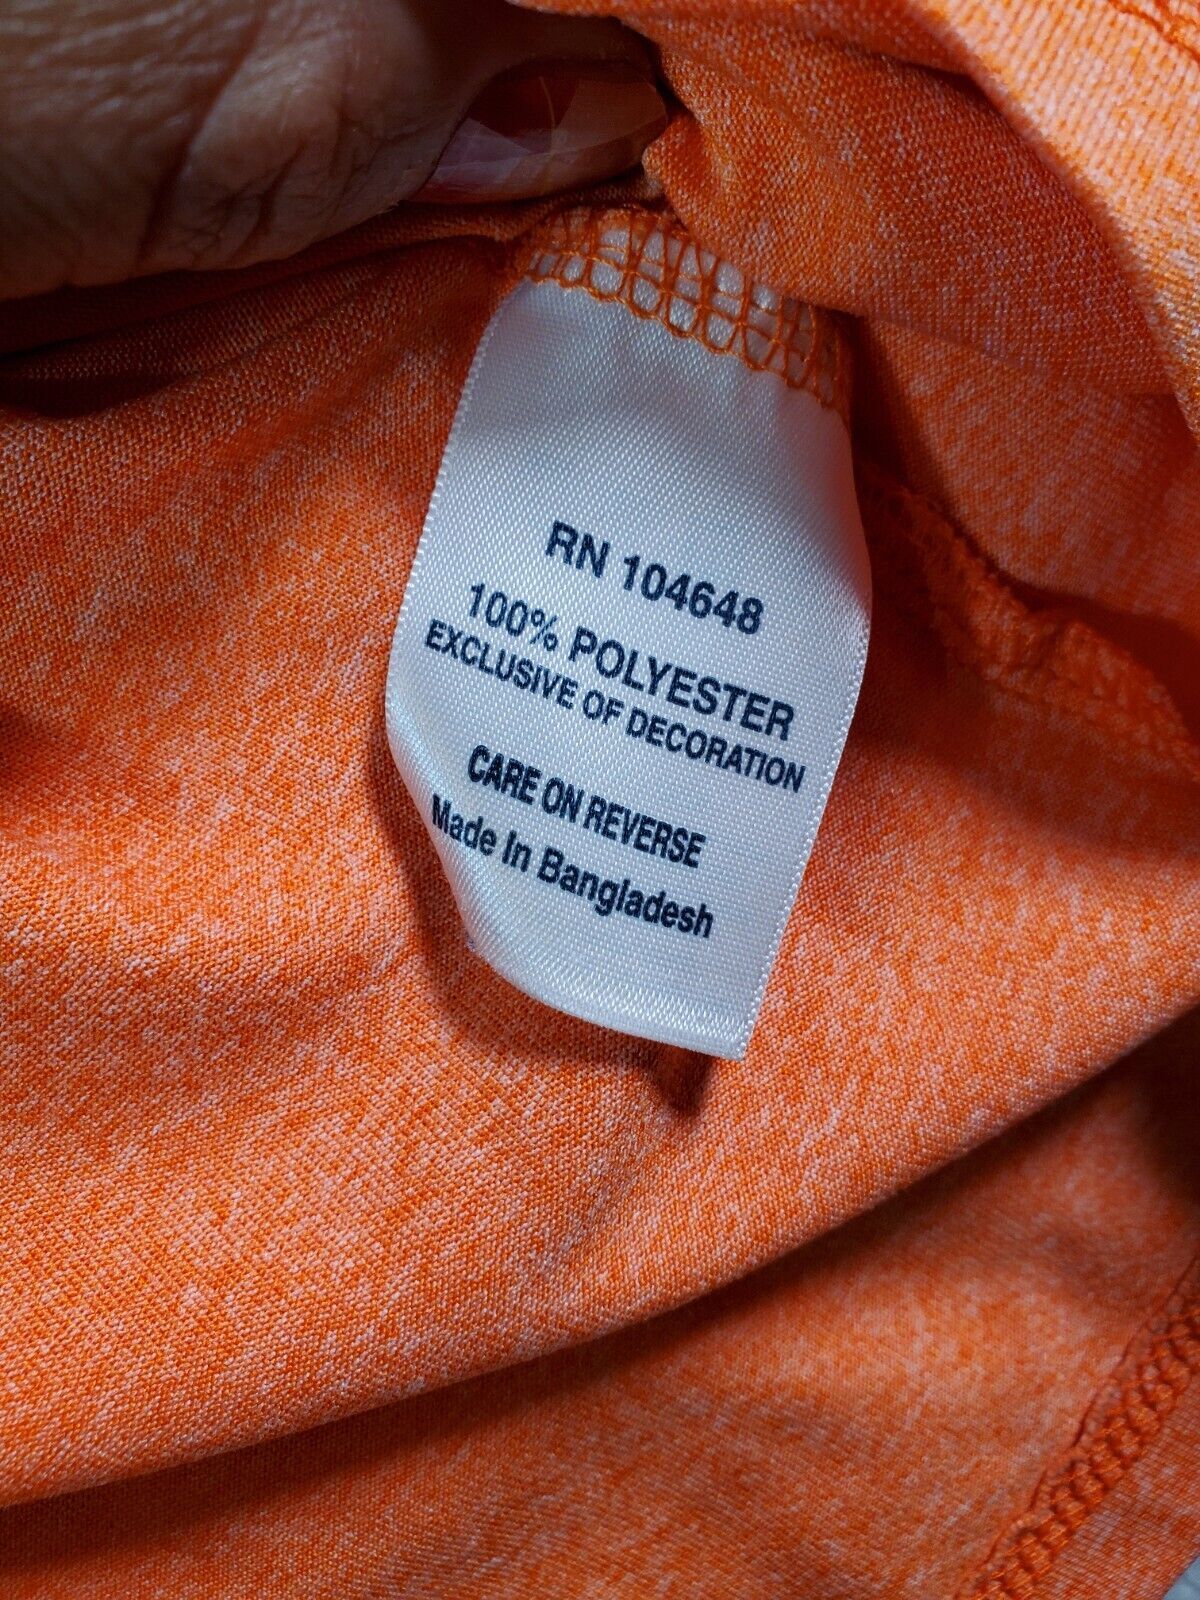 RN 104648
100% POLYESTER
EXCLUSIVE OF DECORATION
CARE ON REVERSE
Made In Bangladesh